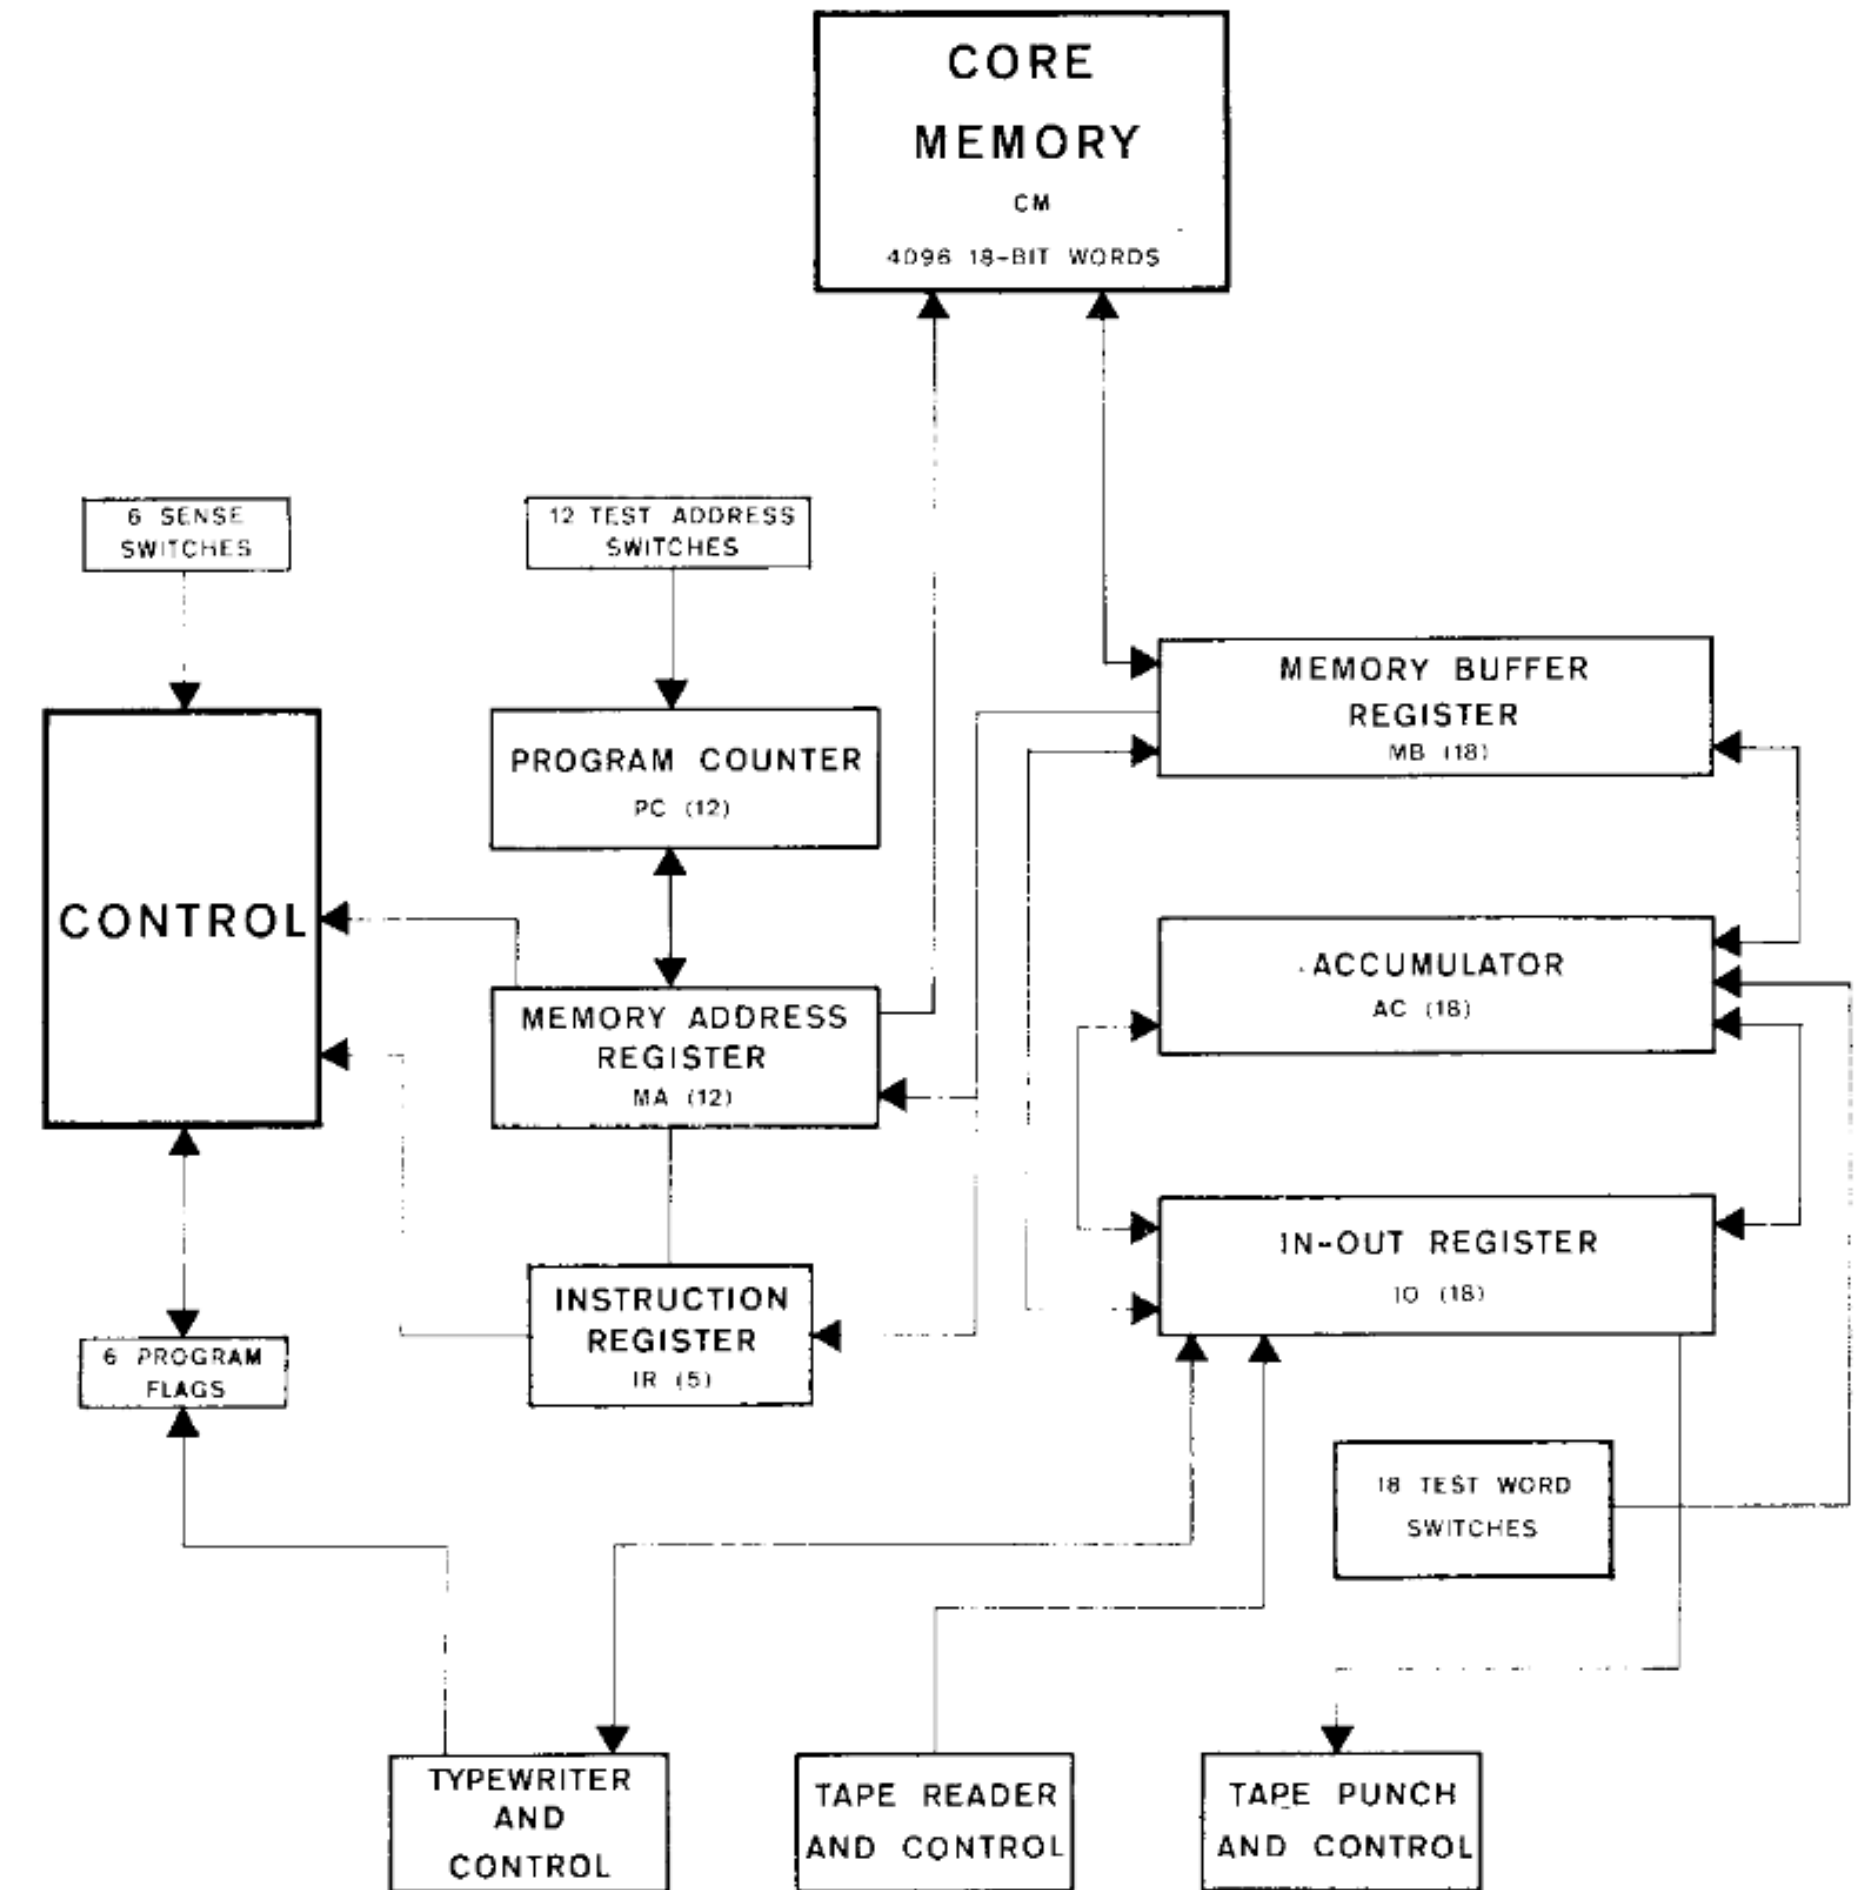 CORE
MEMORY
CM
4096 18-BIT WORDS
6 SENSE
SWITCHES
12 TEST ADDRESS
SWITCHES
MEMORY BUFFER
REGISTER
MB (18)
PROGRAM COUNTER
PC (12)
CONTROL
ACCUMULATOR
AC (18)
MEMORY ADDRESS
REGISTER
MA (12)
IN-OUT REGISTER
IO (18)
INSTRUCTION
REGISTER
IR (5)
6 PROGRAM
FLAGS
18 TEST WORD
SWITCHES
TYPEWRITER
AND
CONTROL
TAPE READER
AND CONTROL
TAPE PUNCH
AND CONTROL